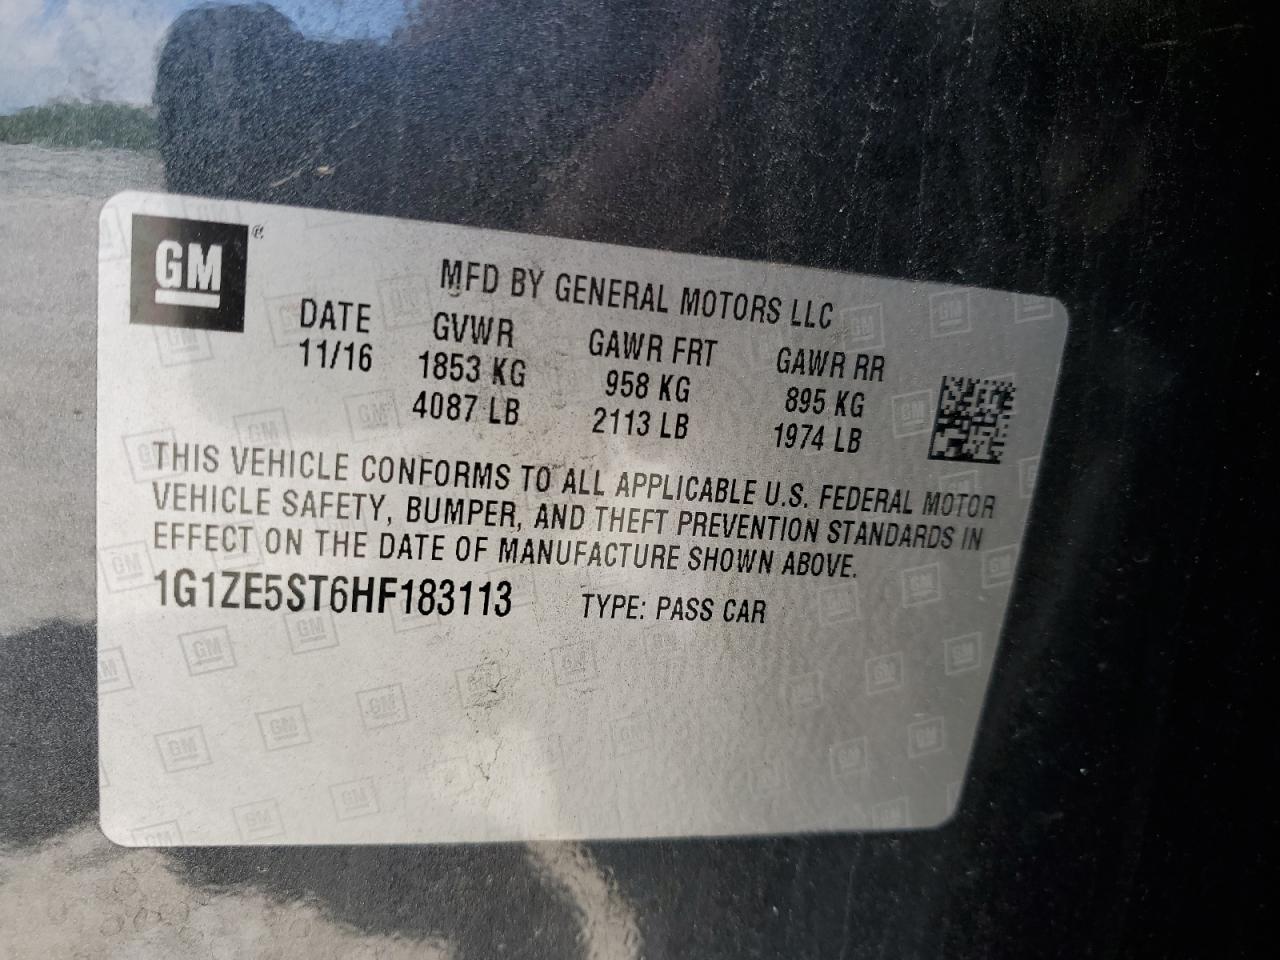 GM®
MFD BY GENERAL MOTORS LLC
DATE GVWR GAWR FRT GAWR RR
11/16 1853 KG 958 KG 895 KG
4087 LB 2113 LB 1974 LB
THIS VEHICLE CONFORMS TO ALL APPLICABLE U.S. FEDERAL MOTOR
VEHICLE SAFETY, BUMPER, AND THEFT PREVENTION STANDARDS IN
EFFECT ON THE DATE OF MANUFACTURE SHOWN ABOVE.
1G1ZE5ST6HF183113 TYPE: PASS CAR